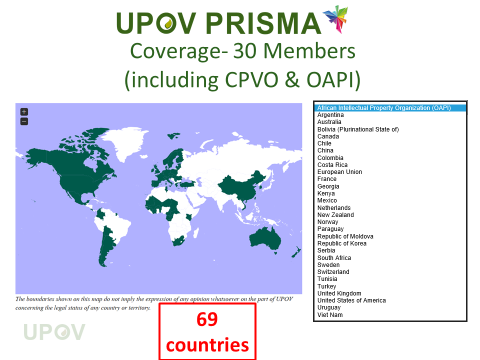 UPOV PRISMA
Coverage- 30 Members
(including CPVO & OAPI)
+
-
African Intellectual Property Organization (OAPI)
Argentina
Australia
Bolivia (Plurinational State of)
Canada
Chile
China
Colombia
Costa Rica
European Union
France
Georgia
Kenya
Mexico
Netherlands
New Zealand
Norway
Paraguay
Republic of Moldova
Republic of Korea
Serbia
South Africa
Sweden
Switzerland
Tunisia
Turkey
United Kingdom
United States of America
Uruguay
Viet Nam
The boundaries shown on this map do not imply the expression of any opinion whatsoever on the part of UPOV
concerning the legal status of any country or territory.
UPOV
69
countries